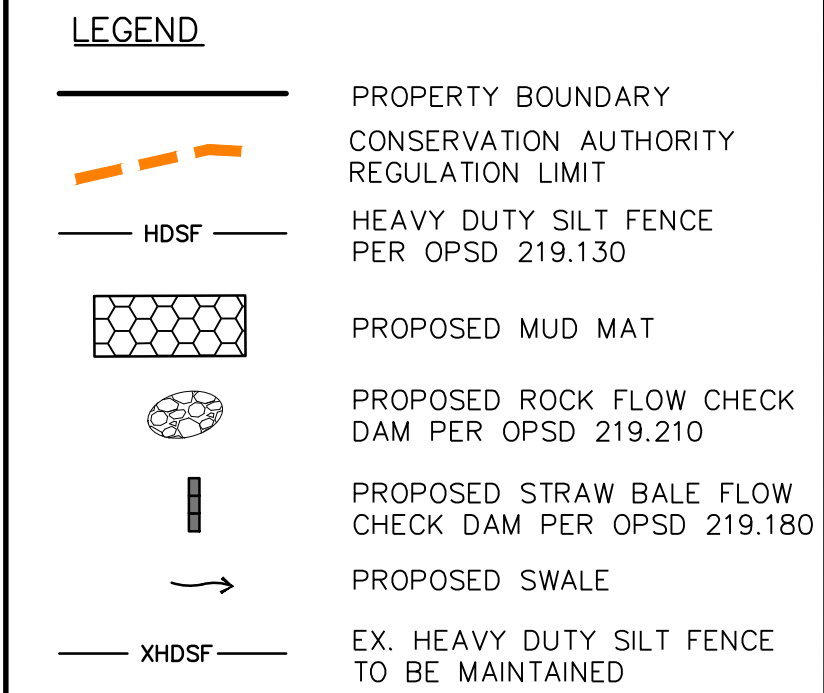 LEGEND
PROPERTY BOUNDARY
CONSERVATION AUTHORITY
REGULATION LIMIT
HDSF
HEAVY DUTY SILT FENCE
PER OPSD 219.130
PROPOSED MUD MAT
PROPOSED ROCK FLOW CHECK
DAM PER OPSD 219.210
PROPOSED STRAW BALE FLOW
CHECK DAM PER OPSD 219.180
PROPOSED SWALE
XHDSF
EX. HEAVY DUTY SILT FENCE
TO BE MAINTAINED